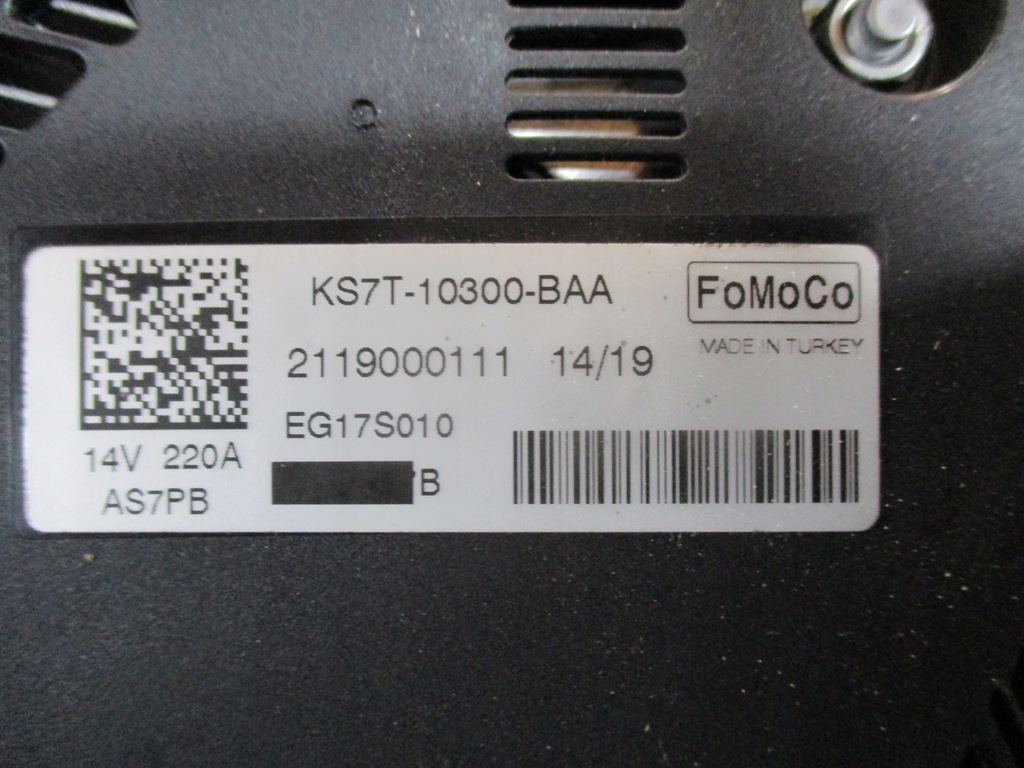 KS7T-10300-BAA
FoMoCo
MADE IN TURKEY
2119000111 14/19
EG17S010
14V 220A
AS7PB
B